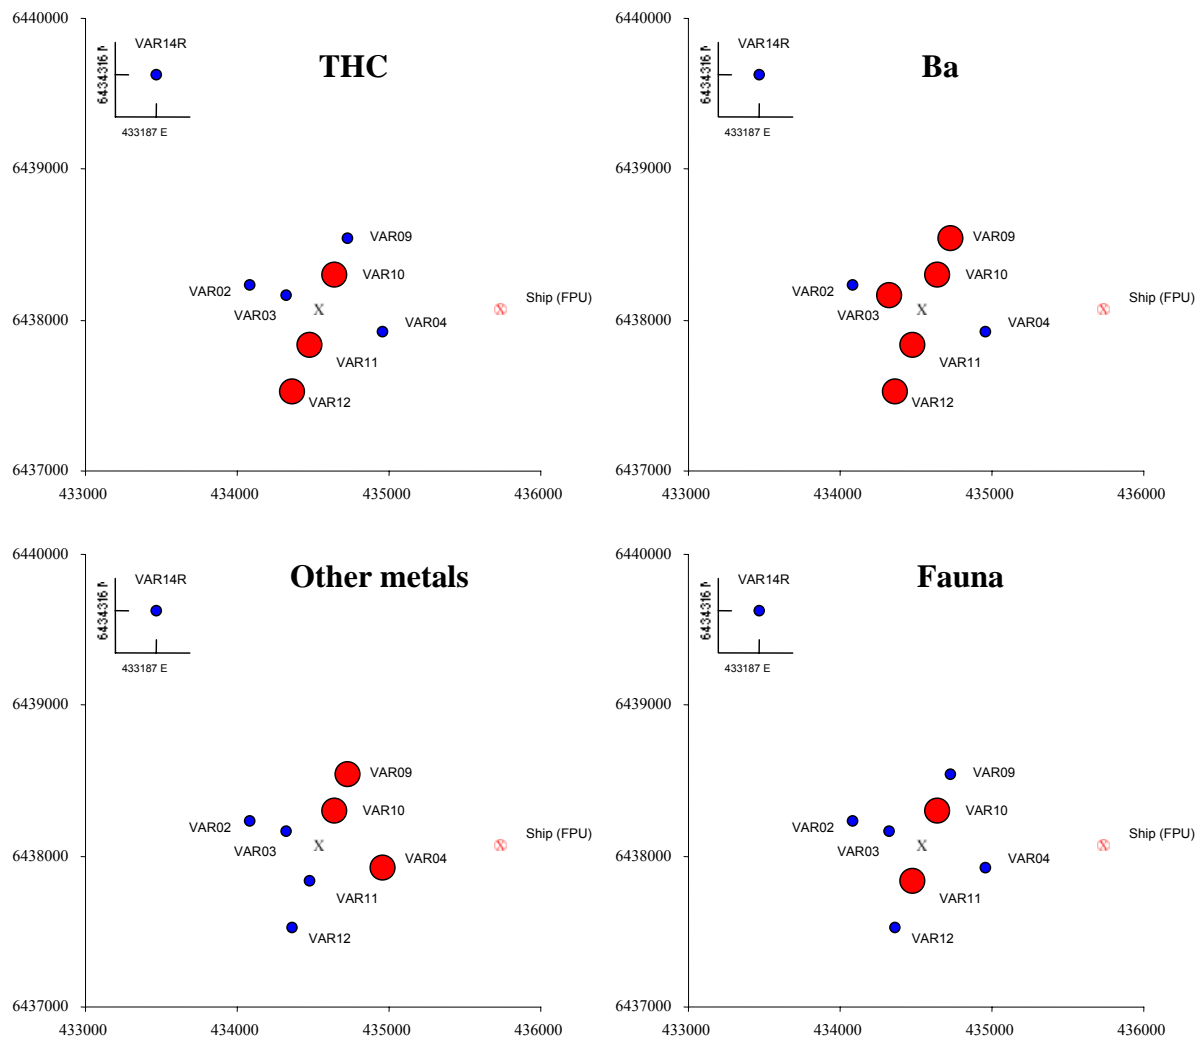 6440000
VAR14R
6434316 N
433187 E
THC
6439000
VAR09
VAR10
VAR02
VAR03
X
X
Ship (FPU)
6438000
VAR04
VAR11
VAR12
6437000
433000 434000 435000 436000
6440000
VAR14R
6434316 N
433187 E
Ba
6439000
VAR09
VAR10
VAR02
VAR03
X
X
Ship (FPU)
6438000
VAR04
VAR11
VAR12
6437000
433000 434000 435000 436000
6440000
VAR14R
6434316 N
433187 E
Other metals
6439000
VAR09
VAR10
VAR02
VAR03
X
X
Ship (FPU)
6438000
VAR04
VAR11
VAR12
6437000
433000 434000 435000 436000
6440000
VAR14R
6434316 N
433187 E
Fauna
6439000
VAR09
VAR10
VAR02
VAR03
X
X
Ship (FPU)
6438000
VAR04
VAR11
VAR12
6437000
433000 434000 435000 436000